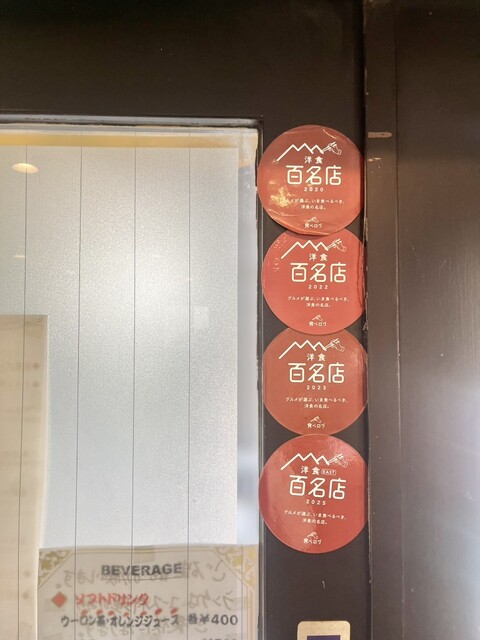 洋食
百名店
2020
グルメが選ぶ、いま食べるべき、
洋食の名店。
食べログ
洋食
百名店
2022
グルメが選ぶ、いま食べるべき、
洋食の名店。
食べログ
洋食
百名店
2023
グルメが選ぶ、いま食べるべき、
洋食の名店。
食べログ
洋食 EAST
百名店
2025
グルメが選ぶ、いま食べるべき、
洋食の名店。
食べログ
BEVERAGE
ソフトドリンク
ウーロン茶・オレンジジュース 各¥400